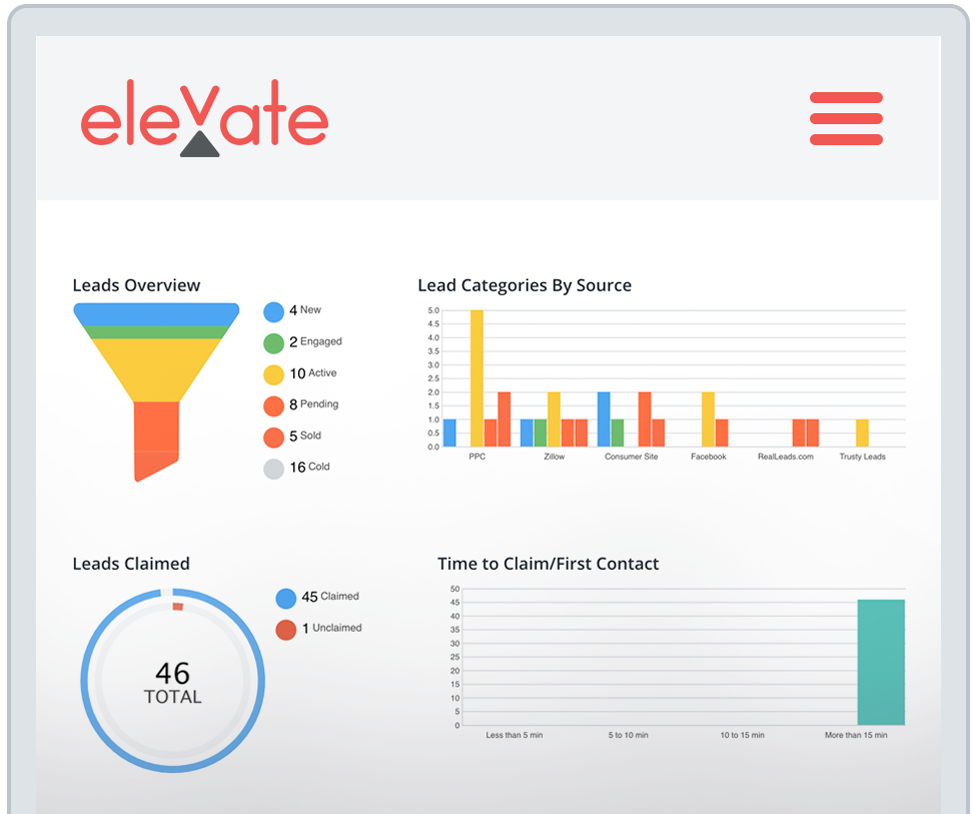 elevate
Leads Overview
4 New
2 Engaged
10 Active
8 Pending
5 Sold
16 Cold
Lead Categories By Source
5.0
4.5
4.0
3.5
3.0
2.5
2.0
1.5
1.0
0.5
0.0
PPC Zillow Consumer Site Facebook RealLeads.com Trusty Leads
Leads Claimed
46
TOTAL
45 Claimed
1 Unclaimed
Time to Claim/First Contact
50
45
40
35
30
25
20
15
10
5
0
Less than 5 min 5 to 10 min 10 to 15 min More than 15 min